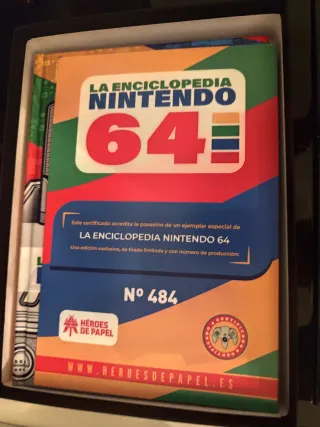 LA ENCICLOPEDIA
NINTENDO
64
Este certificado acredita la posesión de un ejemplar especial de
LA ENCICLOPEDIA NINTENDO 64
Una edición exclusiva, de tirada limitada y con número de producción:
Nº 484
HÉROES
DE PAPEL
WWW.HEROESDEPAPEL.ES